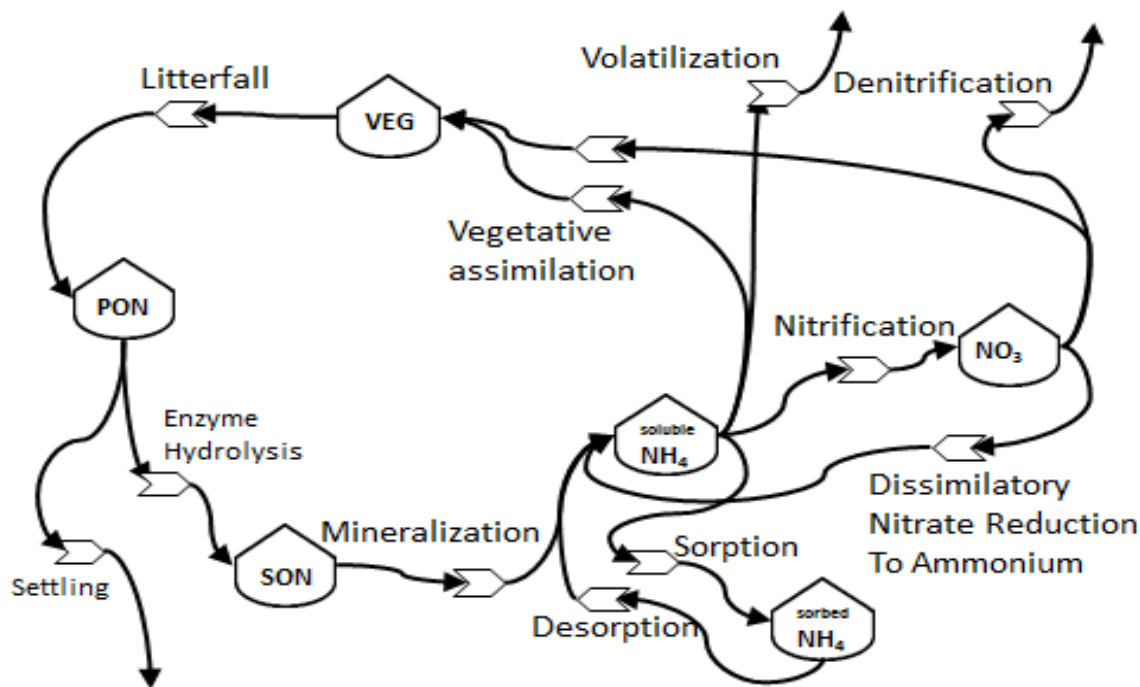 Volatilization
Litterfall
Denitrification
VEG
Vegetative
assimilation
PON
Nitrification
NO₃
Enzyme
Hydrolysis
soluble
NH₄
Mineralization
Dissimilatory
Nitrate Reduction
To Ammonium
Sorption
SON
Settling
Desorption
sorbed
NH₄